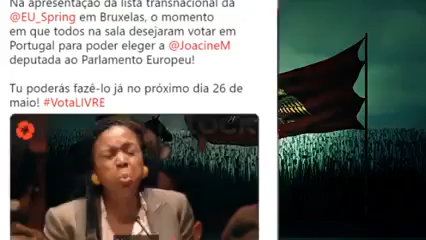 Na apresentação da lista transnacional da
@EU_Spring em Bruxelas, o momento
em que todos na sala desejaram votar em
Portugal para poder eleger a @JoacineM
deputada ao Parlamento Europeu!
Tu poderás fazê-lo já no próximo dia 26 de
maio! #VotaLIVRE